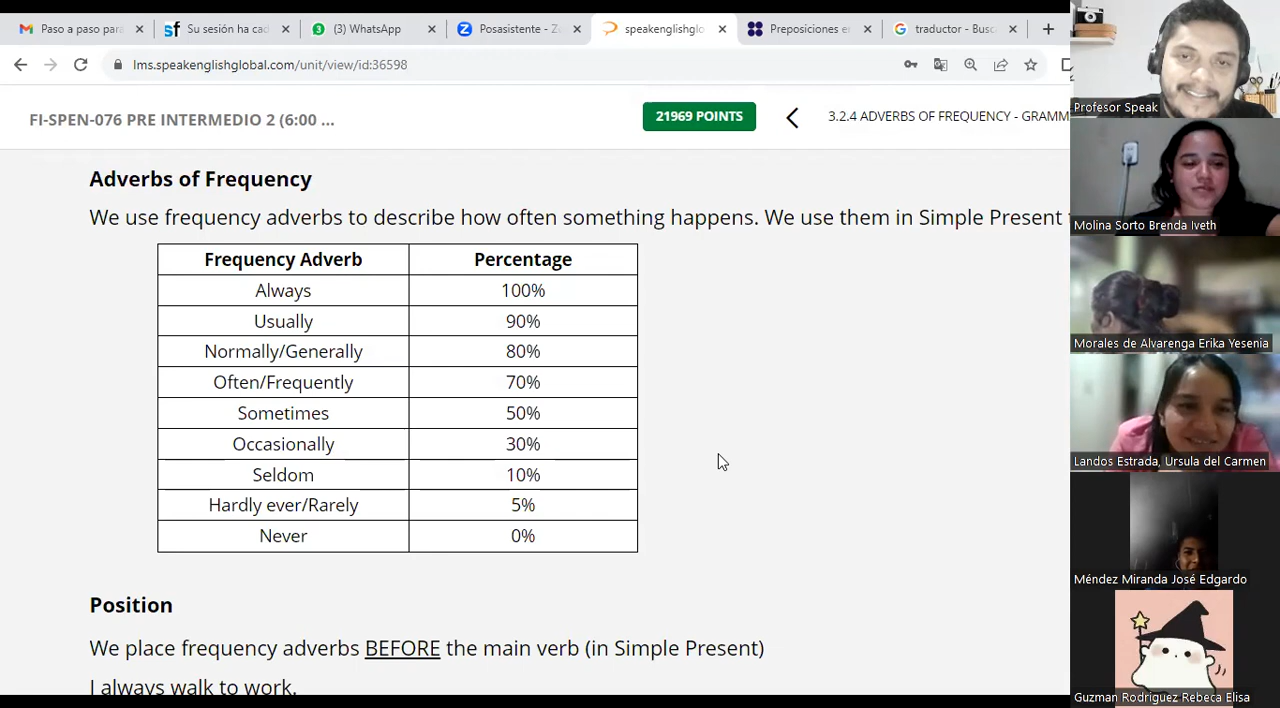 Paso a paso para
Su sesión ha cad
(3) WhatsApp
Posasistente - Z
speakenglishglo
Preposiciones e
traductor - Bus
lms.speakenglishglobal.com/unit/view/id:36598
FI-SPEN-076 PRE INTERMEDIO 2 (6:00 ...
21969 POINTS
3.2.4 ADVERBS OF FREQUENCY - GRAMM
Adverbs of Frequency
We use frequency adverbs to describe how often something happens. We use them in Simple Present
Frequency Adverb Percentage
Always 100%
Usually 90%
Normally/Generally 80%
Often/Frequently 70%
Sometimes 50%
Occasionally 30%
Seldom 10%
Hardly ever/Rarely 5%
Never 0%
Position
We place frequency adverbs BEFORE the main verb (in Simple Present)
I always walk to work.
Profesor Speak
Molina Sorto Brenda Iveth
Morales de Alvarenga Erika Yesenia
Landos Estrada, Úrsula del Carmen
Méndez Miranda José Edgardo
Guzman Rodriguez Rebeca Elisa